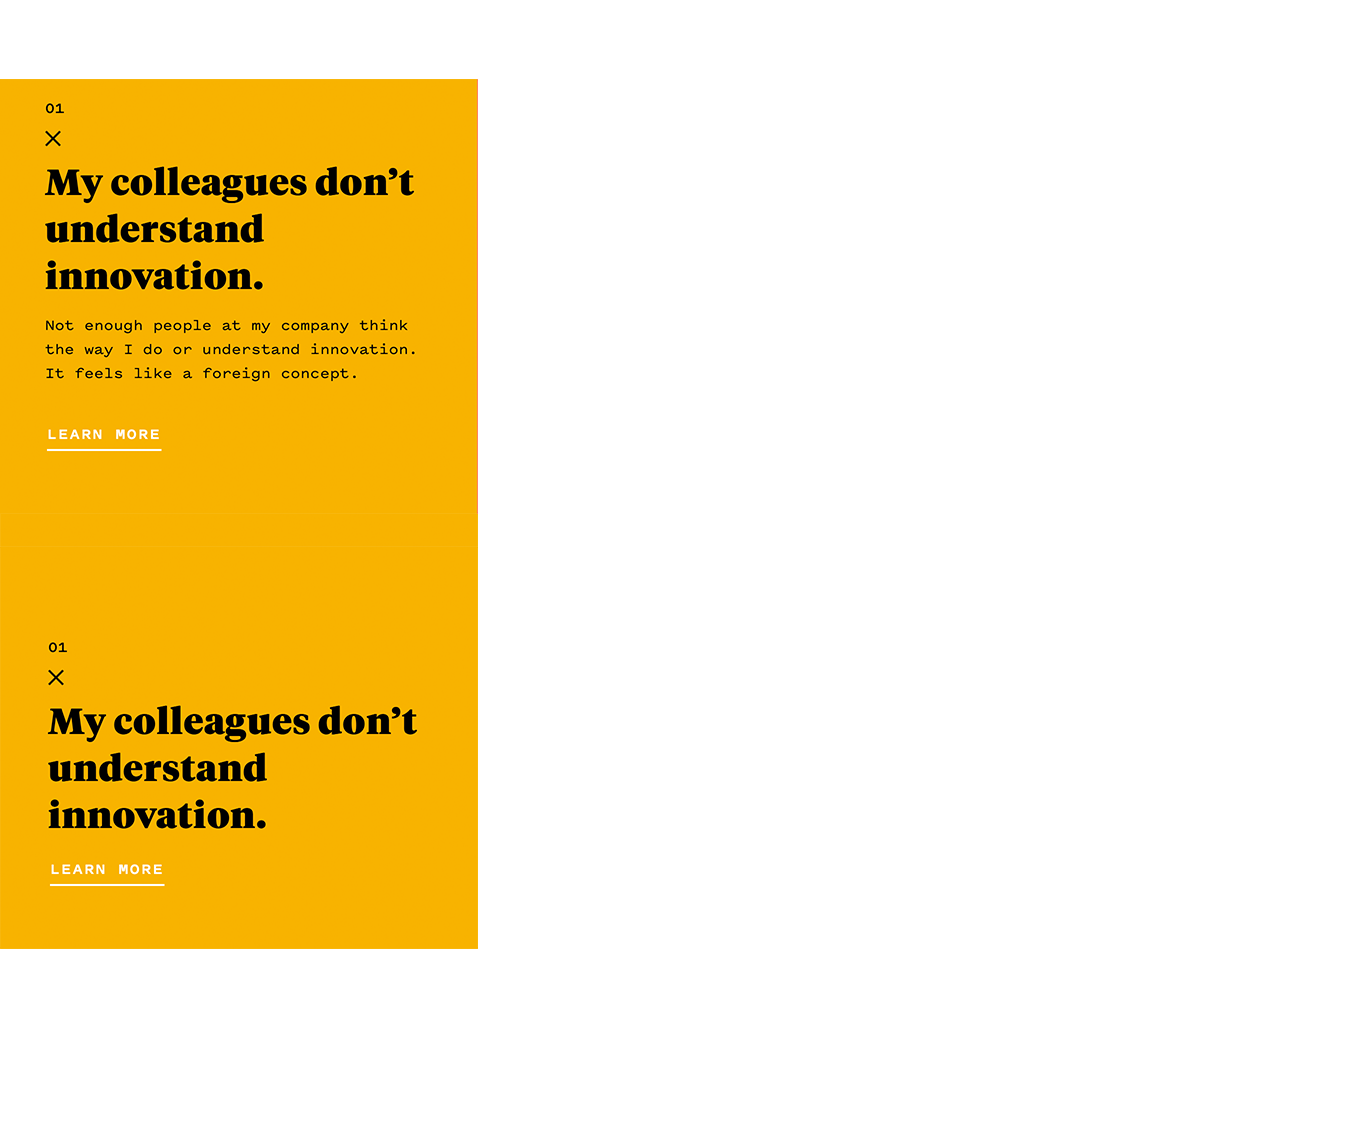 01
My colleagues don’t
understand
innovation.
Not enough people at my company think
the way I do or understand innovation.
It feels like a foreign concept.
LEARN MORE
01
My colleagues don’t
understand
innovation.
LEARN MORE